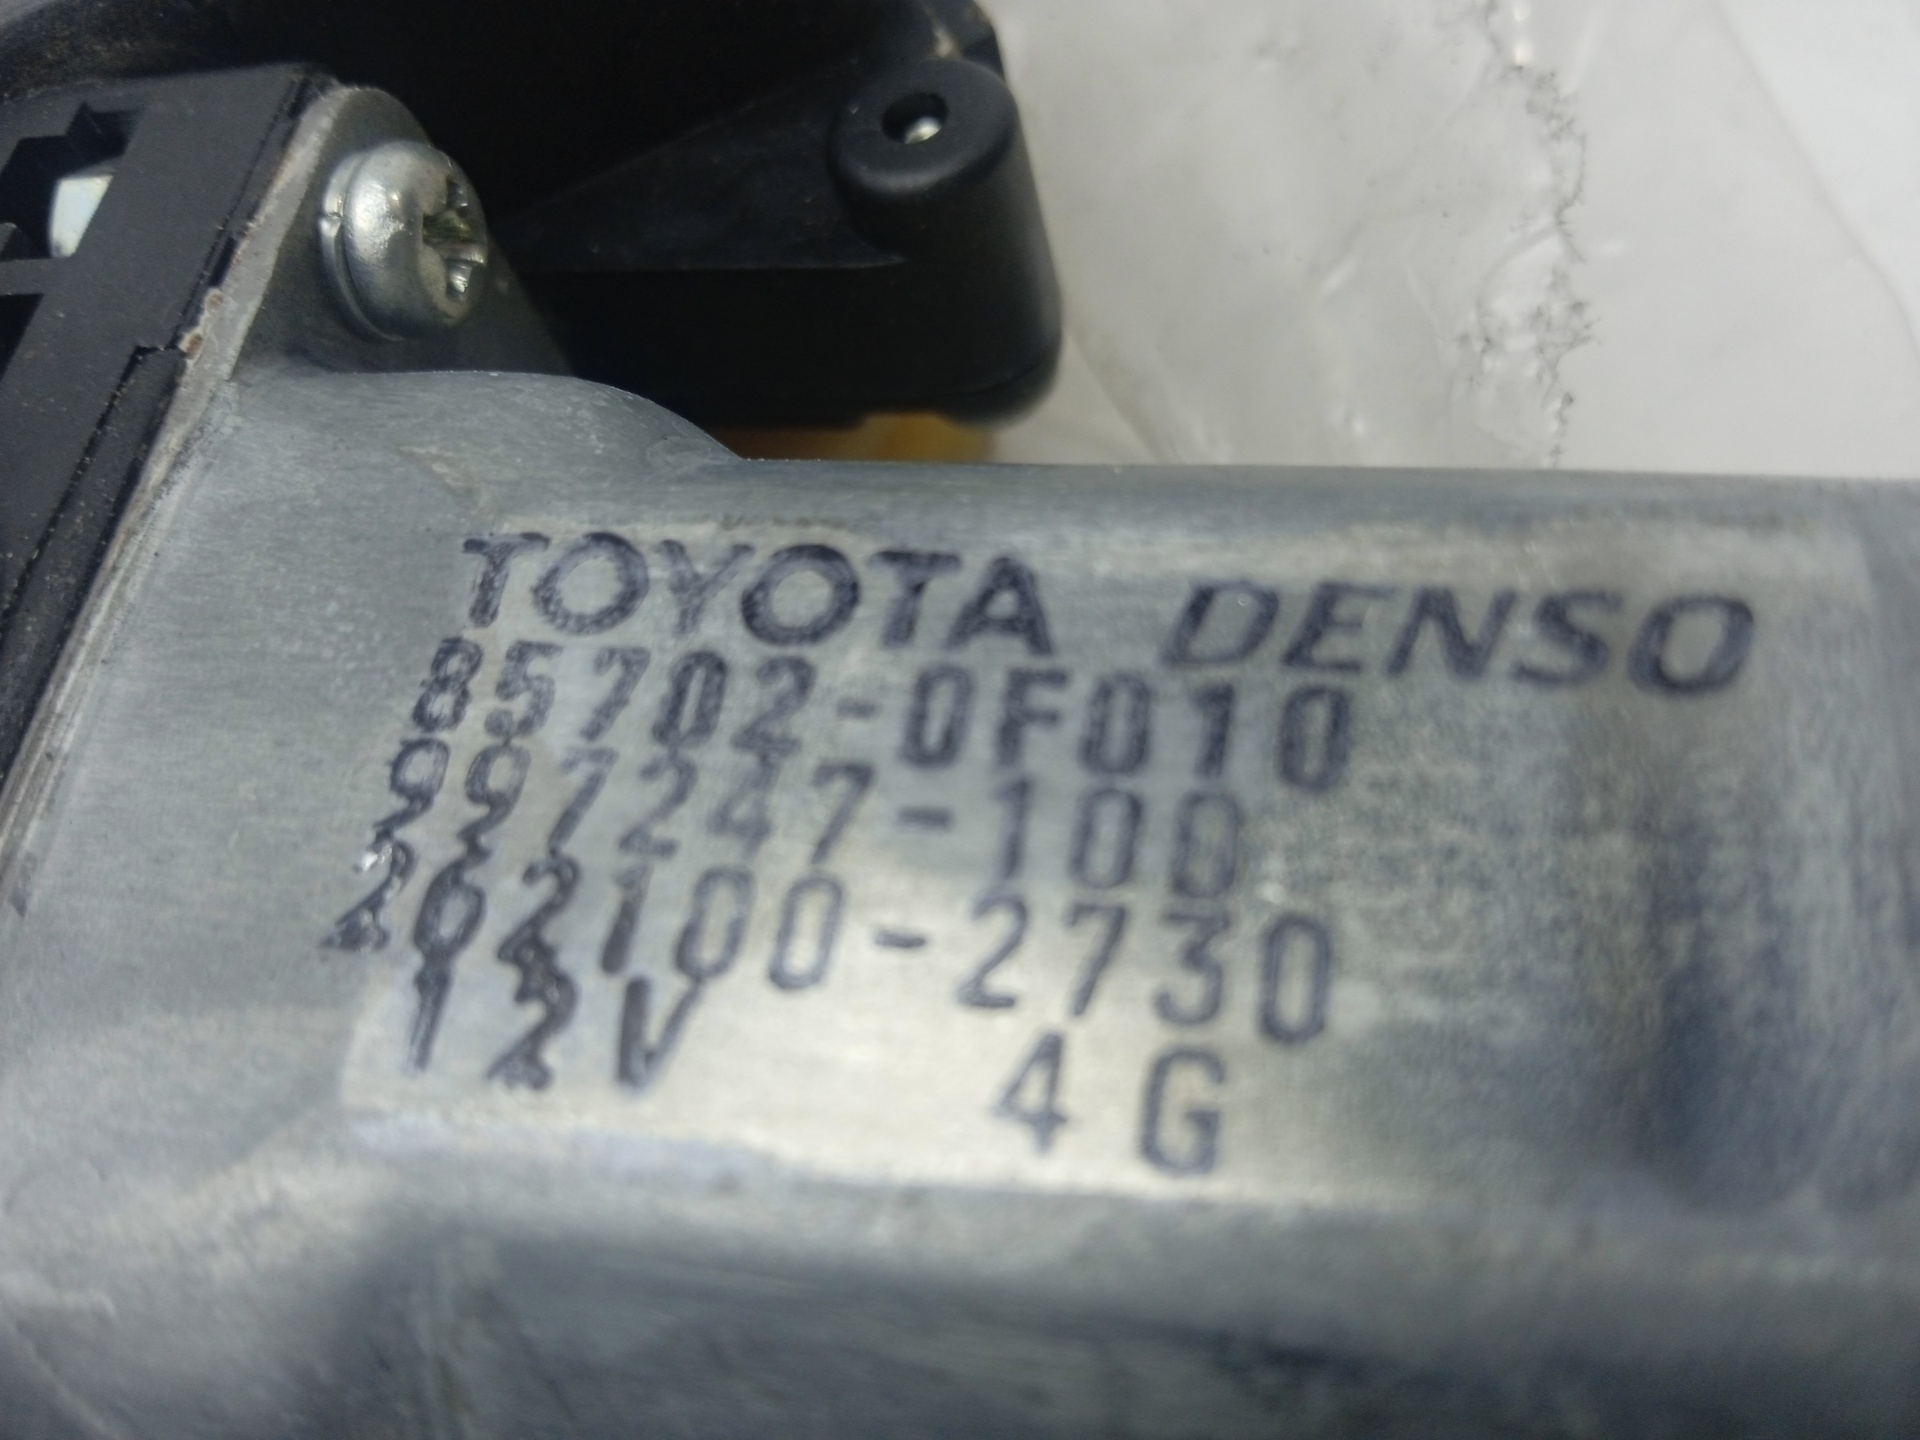 TOYOTA DENSO
85702-0F010
997247-100
262100-2730
12V 4G